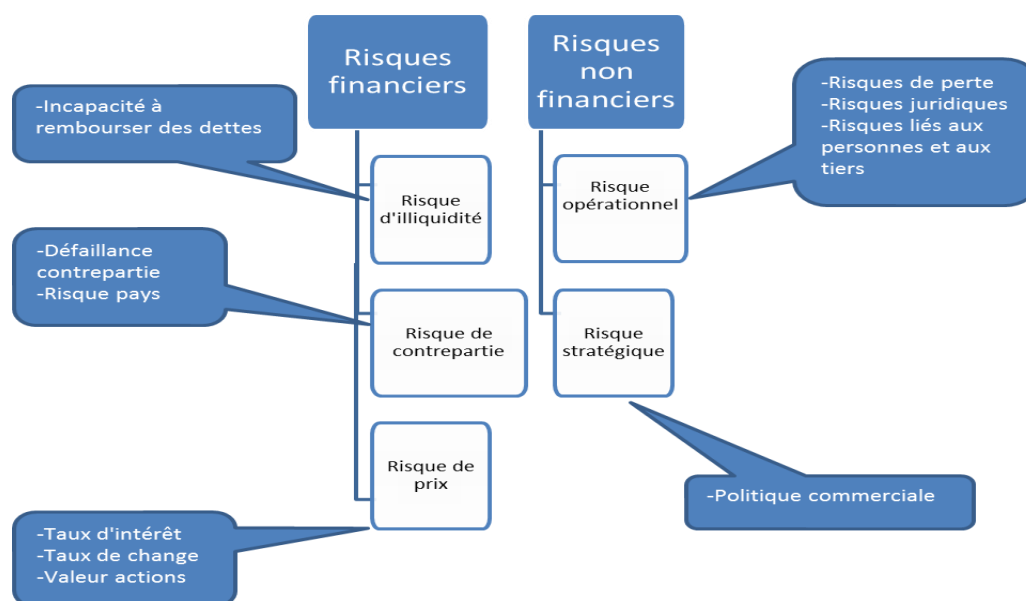 Risques
financiers
Risques
non
financiers
-Incapacité à
rembourser des dettes
-Risques de perte
-Risques juridiques
-Risques liés aux
personnes et aux
tiers
Risque
d'illiquidité
Risque
opérationnel
-Défaillance
contrepartie
-Risque pays
Risque de
contrepartie
Risque
stratégique
Risque de
prix
-Politique commerciale
-Taux d'intérêt
-Taux de change
-Valeur actions